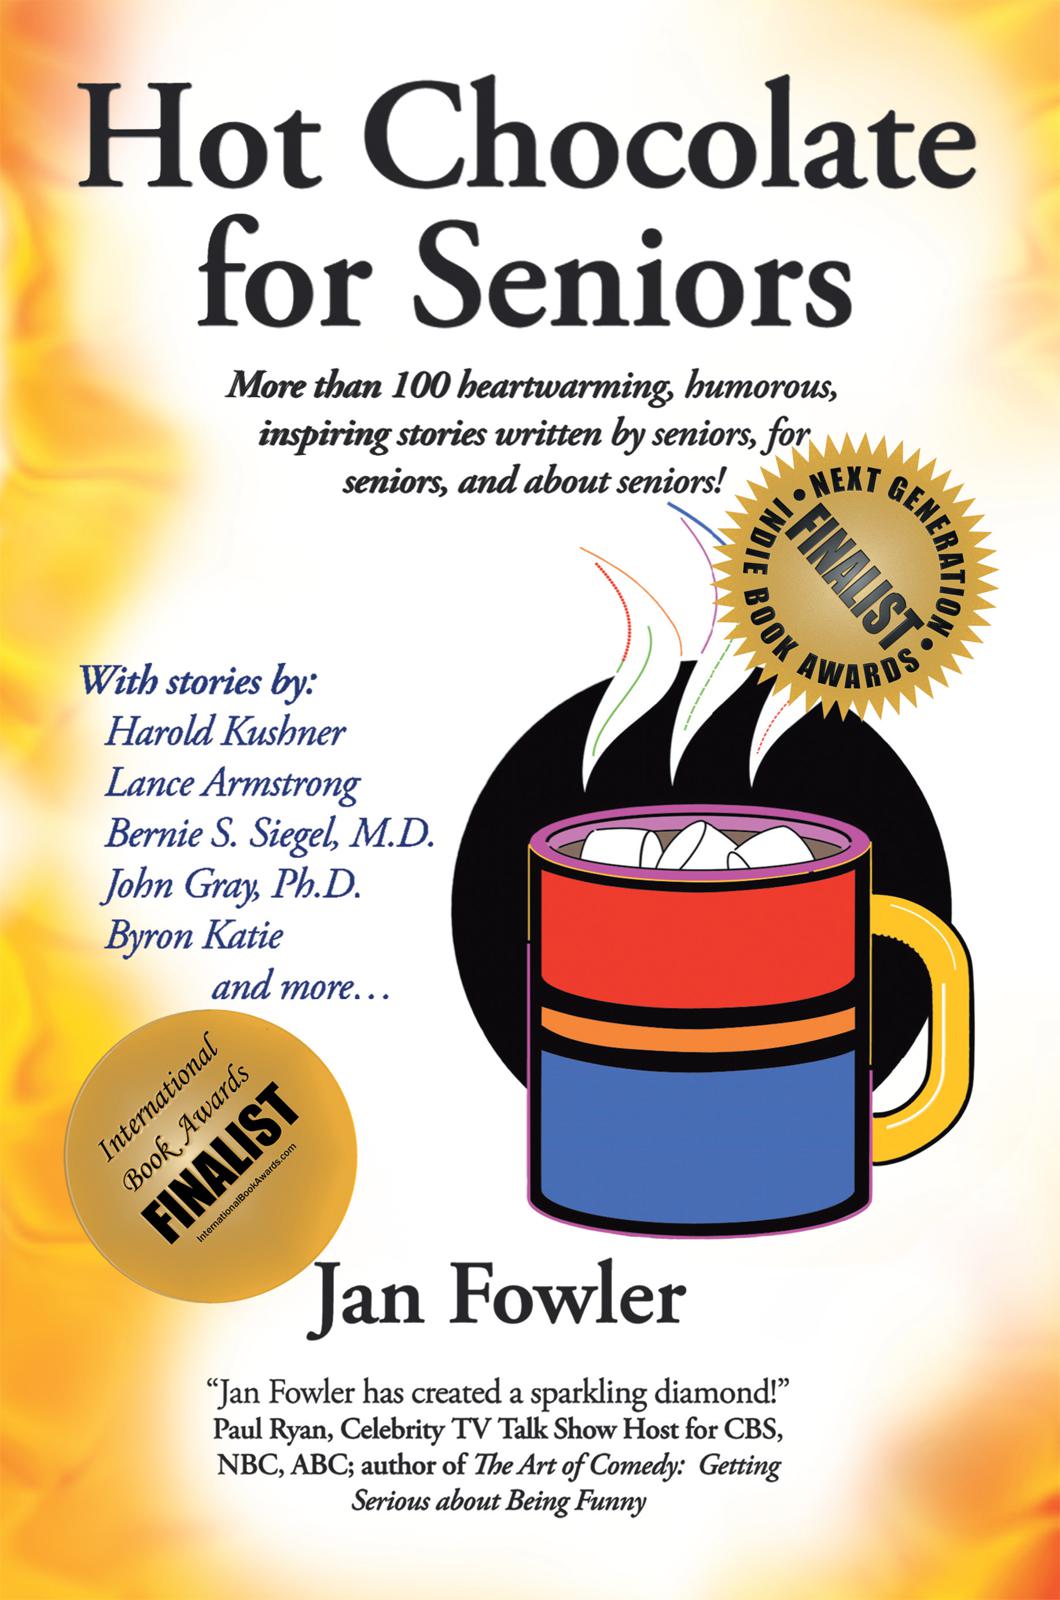 Hot Chocolate
for Seniors
More than 100 heartwarming, humorous,
inspiring stories written by seniors, for
seniors, and about seniors!
• NEXT GENERATION •
INDIE BOOK AWARDS
FINALIST
With stories by:
Harold Kushner
Lance Armstrong
Bernie S. Siegel, M.D.
John Gray, Ph.D.
Byron Katie
and more…
International
Book Awards
FINALIST
InternationalBookAwards.com
Jan Fowler
“Jan Fowler has created a sparkling diamond!”
Paul Ryan, Celebrity TV Talk Show Host for CBS,
NBC, ABC; author of The Art of Comedy: Getting
Serious about Being Funny